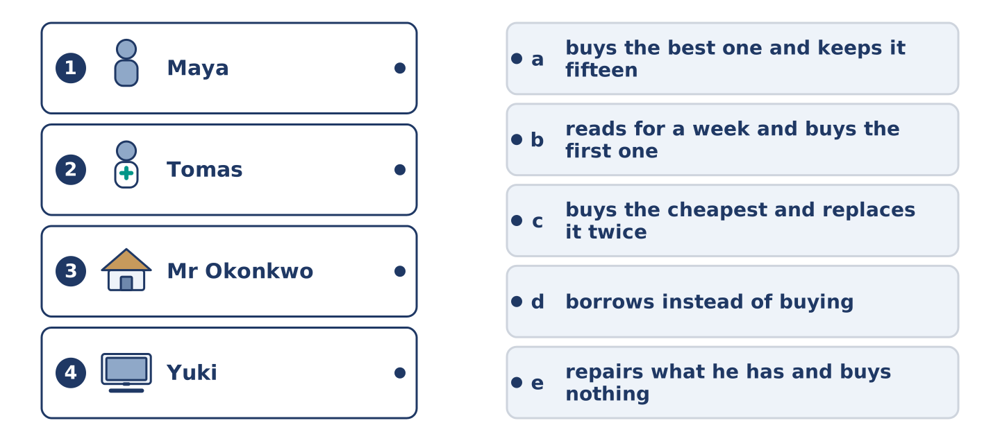 1 Maya
2 Tomas
3 Mr Okonkwo
4 Yuki
a buys the best one and keeps it
fifteen
b reads for a week and buys the
first one
c buys the cheapest and replaces
it twice
d borrows instead of buying
e repairs what he has and buys
nothing